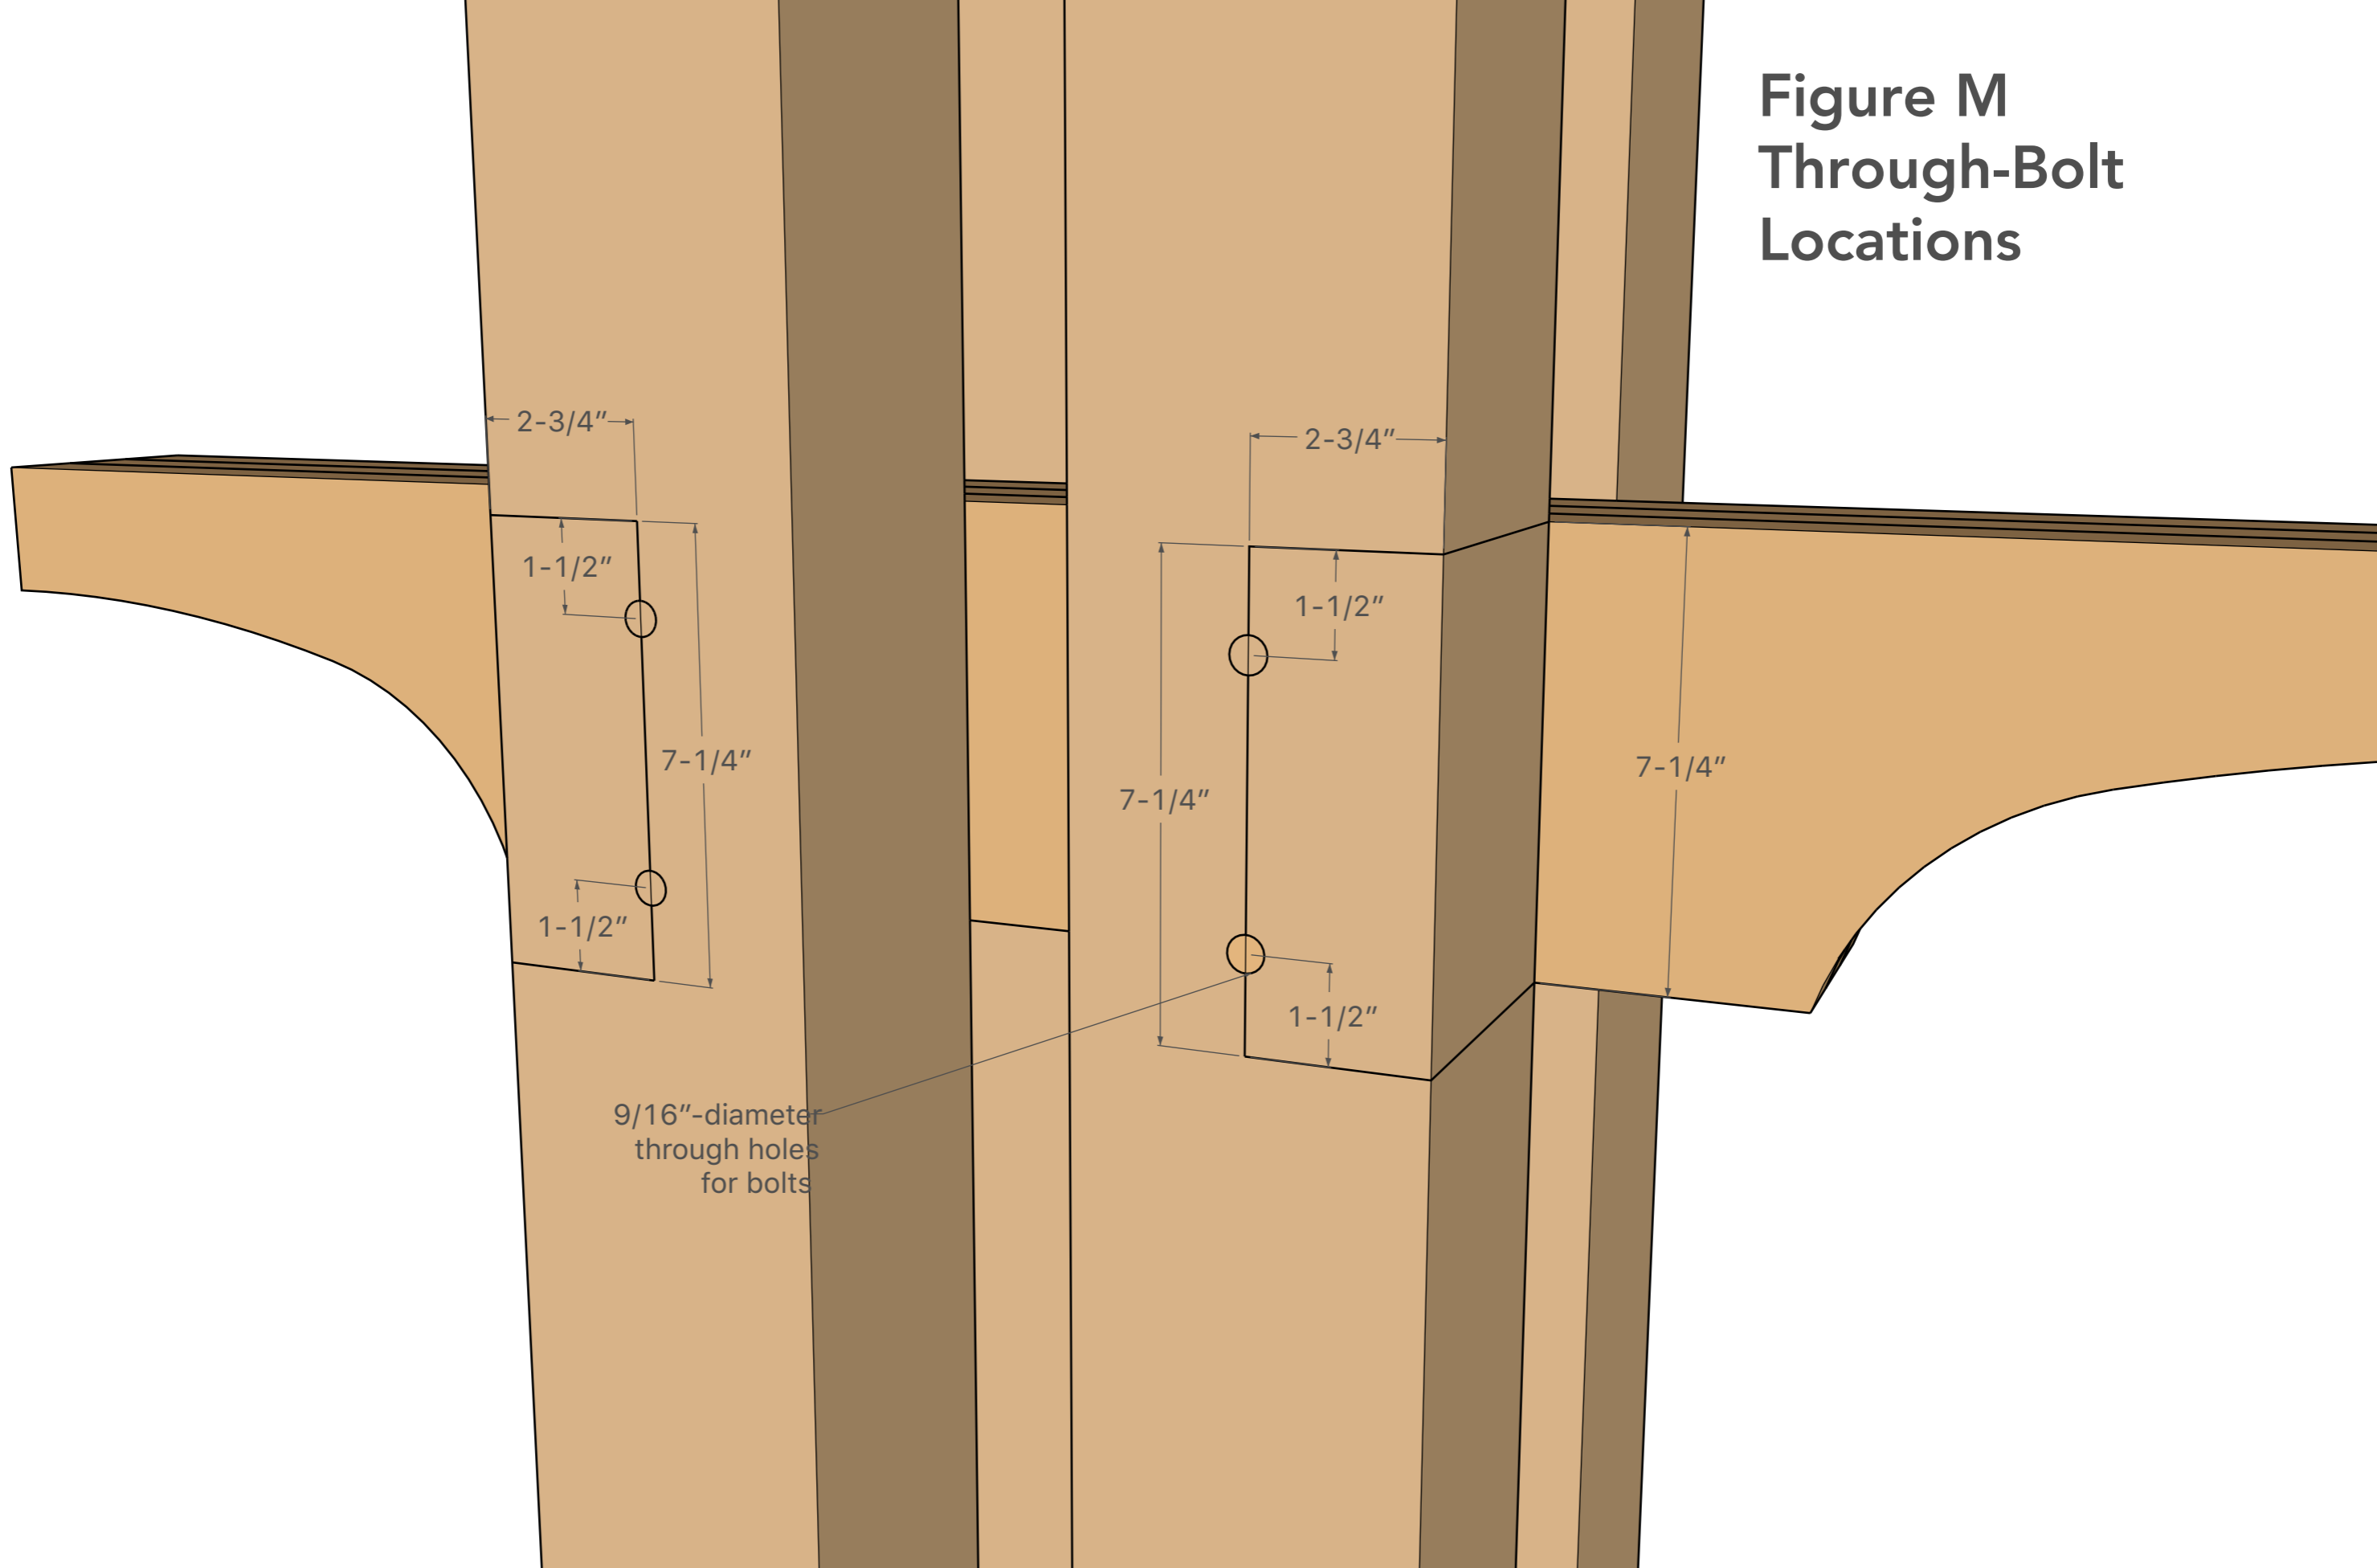 Figure M
Through-Bolt
Locations
2-3/4”
2-3/4”
1-1/2”
1-1/2”
7-1/4”
7-1/4”
7-1/4”
1-1/2”
1-1/2”
9/16”-diameter
through holes
for bolts